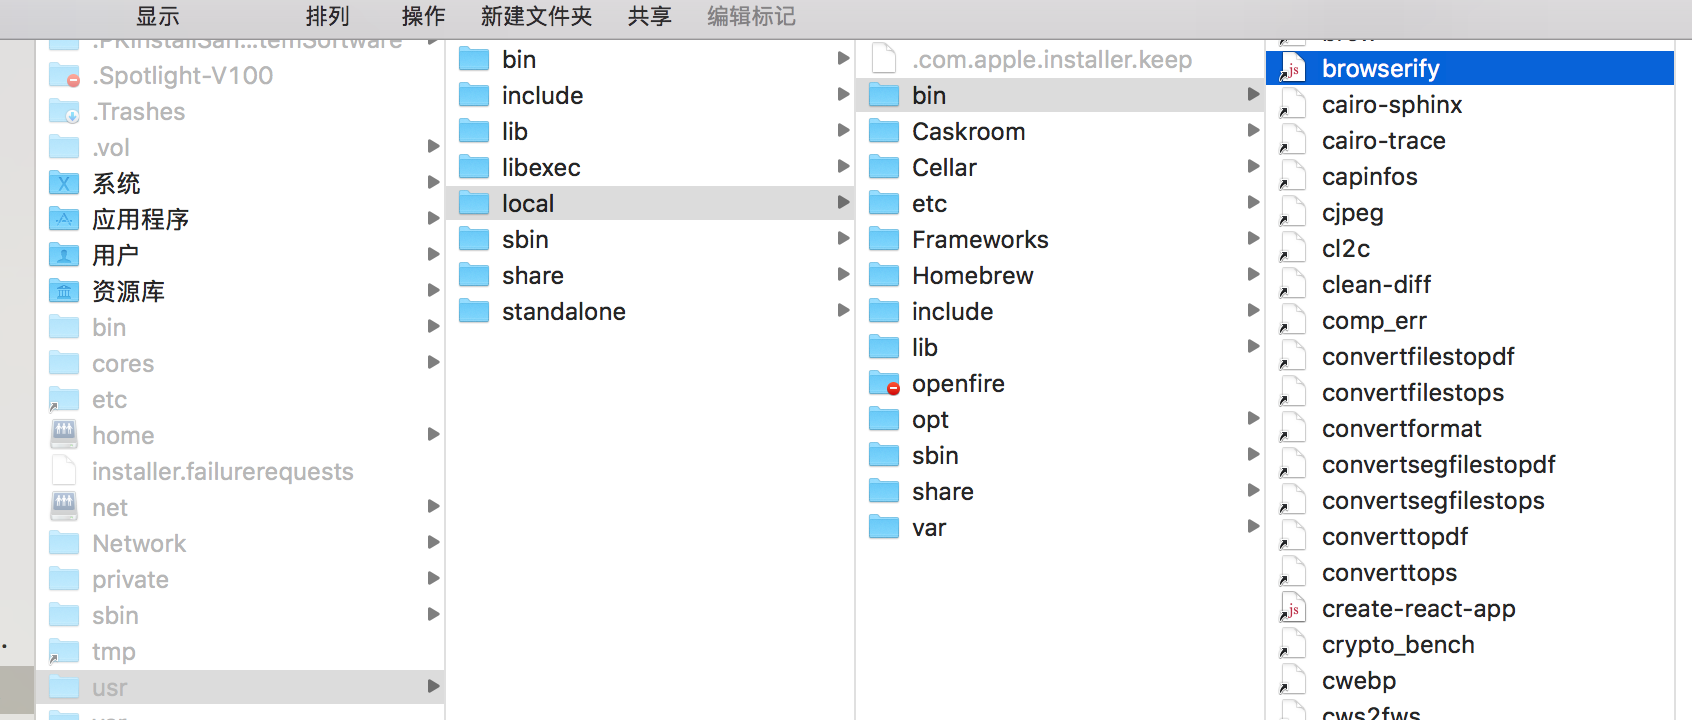 显示 排列 操作 新建文件夹 共享 编辑标记
.PKInstallSan...temSoftware
.Spotlight-V100
.Trashes
.vol
系统
应用程序
用户
资源库
bin
cores
etc
home
installer.failurerequests
net
Network
private
sbin
tmp
usr
bin
include
lib
libexec
local
sbin
share
standalone
.com.apple.installer.keep
bin
Caskroom
Cellar
etc
Frameworks
Homebrew
include
lib
openfire
opt
sbin
share
var
browserify
cairo-sphinx
cairo-trace
capinfos
cjpeg
cl2c
clean-diff
comp_err
convertfilestopdf
convertfilestops
convertformat
convertsegfilestopdf
convertsegfilestops
converttopdf
converttops
create-react-app
crypto_bench
cwebp
cws2fws